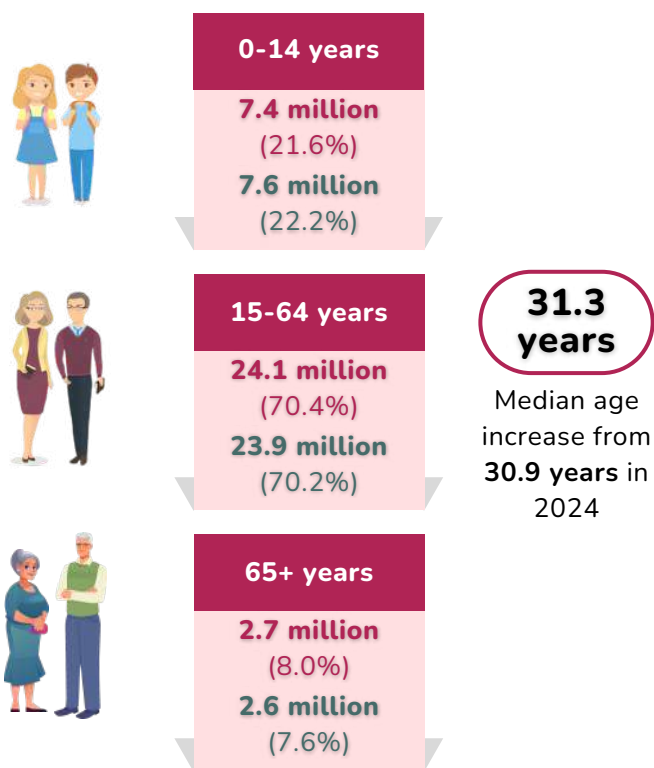 0-14 years
7.4 million
(21.6%)
7.6 million
(22.2%)
15-64 years
24.1 million
(70.4%)
23.9 million
(70.2%)
31.3
years
Median age
increase from
30.9 years in
2024
65+ years
2.7 million
(8.0%)
2.6 million
(7.6%)